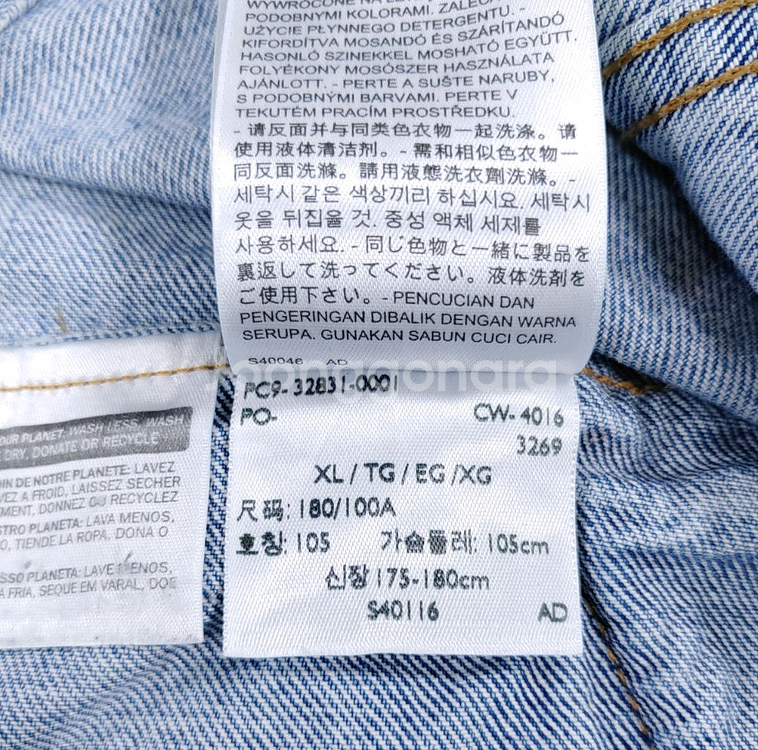 WYWRÓCONE NA LE
PODOBNYMI KOLORAMI. ZALEC
UŻYCIE PŁYNNEGO DETERGENTU. -
KIFORDÍTVA MOSANDÓ ÉS SZÁRÍTANDÓ
HASONLÓ SZINEKKEL MOSHATÓ EGYÜTT.
FOLYÉKONY MOSÓSZER HASZNÁLATA
AJÁNLOTT. - PERTE A SUŠTE NARUBY,
S PODOBNÝMI BARVAMI. PERTE V
TEKUTÉM PRACÍM PROSTŘEDKU.
- 请反面并与同类色衣物一起洗涤。请
使用液体清洁剂。- 需和相似色衣物一
同反面洗滌。請用液態洗衣劑洗滌。-
세탁시 같은 색상끼리 하십시요. 세탁시
옷을 뒤집을 것. 중성 액체 세제를
사용하세요. - 同じ色物と一緒に製品を
裏返して洗ってください。液体洗剤を
ご使用下さい。- PENCUCIAN DAN
PENGERINGAN DIBALIK DENGAN WARNA
SERUPA. GUNAKAN SABUN CUCI CAIR.
S40046 AD
PC9-32831-0001
PO- CW- 4016
3269
XL / TG / EG /XG
尺码: 180/100A
호칭: 105 가슴둘레: 105cm
신장 175-180cm
S40116 AD
OUR PLANET: WASH LESS, WASH
DRY, DONATE OR RECYCLE
IN DE NOTRE PLANETE: LAVEZ
VEZ A FROID, LAISSEZ SECHER
EMENT, DONNEZ OU RECYCLEZ
STRO PLANETA: LAVA MENOS,
O, TIENDE LA ROPA, DONA O
SSO PLANETA: LAVE MENOS,
A FRIA, SEQUE EM VARAL, DOE